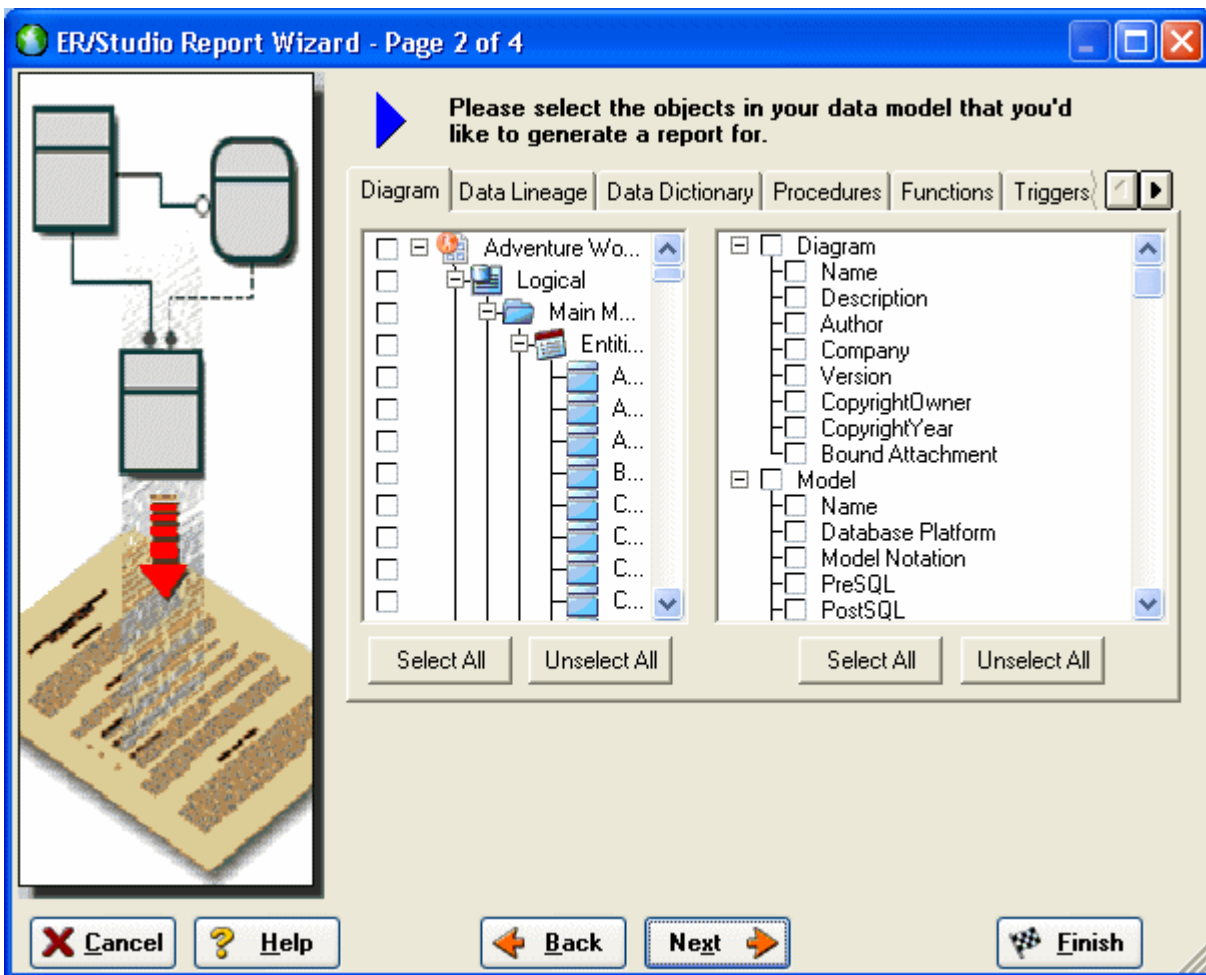 ER/Studio Report Wizard - Page 2 of 4
Please select the objects in your data model that you'd
like to generate a report for.
Diagram Data Lineage Data Dictionary Procedures Functions Triggers
Adventure Wo...
Logical
Main M...
Entiti...
A...
A...
A...
B...
C...
C...
C...
C...
Diagram
Name
Description
Author
Company
Version
CopyrightOwner
CopyrightYear
Bound Attachment
Model
Name
Database Platform
Model Notation
PreSQL
PostSQL
Select All Unselect All Select All Unselect All
Cancel Help Back Next Finish